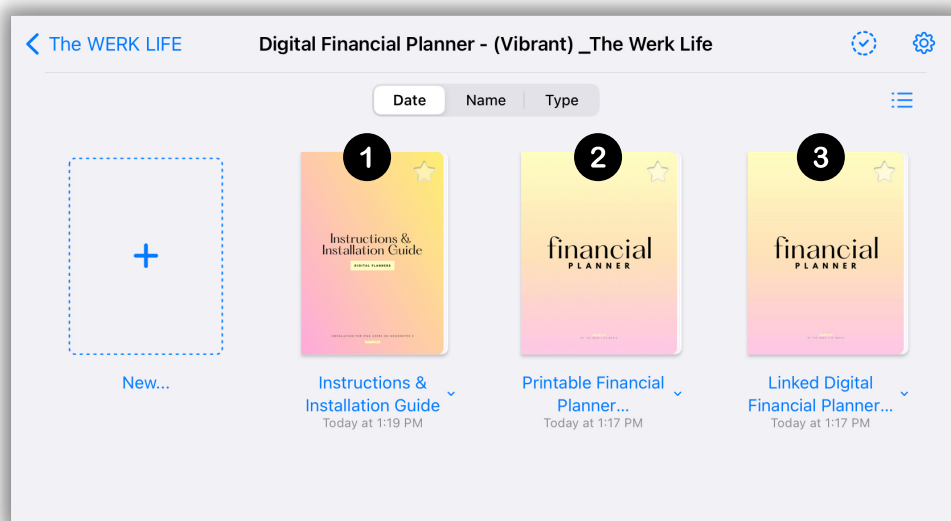 The WERK LIFE
Digital Financial Planner - (Vibrant) _The Werk Life
Date Name Type
1 2 3
Instructions &
Installation Guide
DIGITAL PLANNERS
financial
PLANNER
financial
PLANNER
New...
Instructions &
Installation Guide
Today at 1:19 PM
Printable Financial
Planner...
Today at 1:17 PM
Linked Digital
Financial Planner...
Today at 1:17 PM